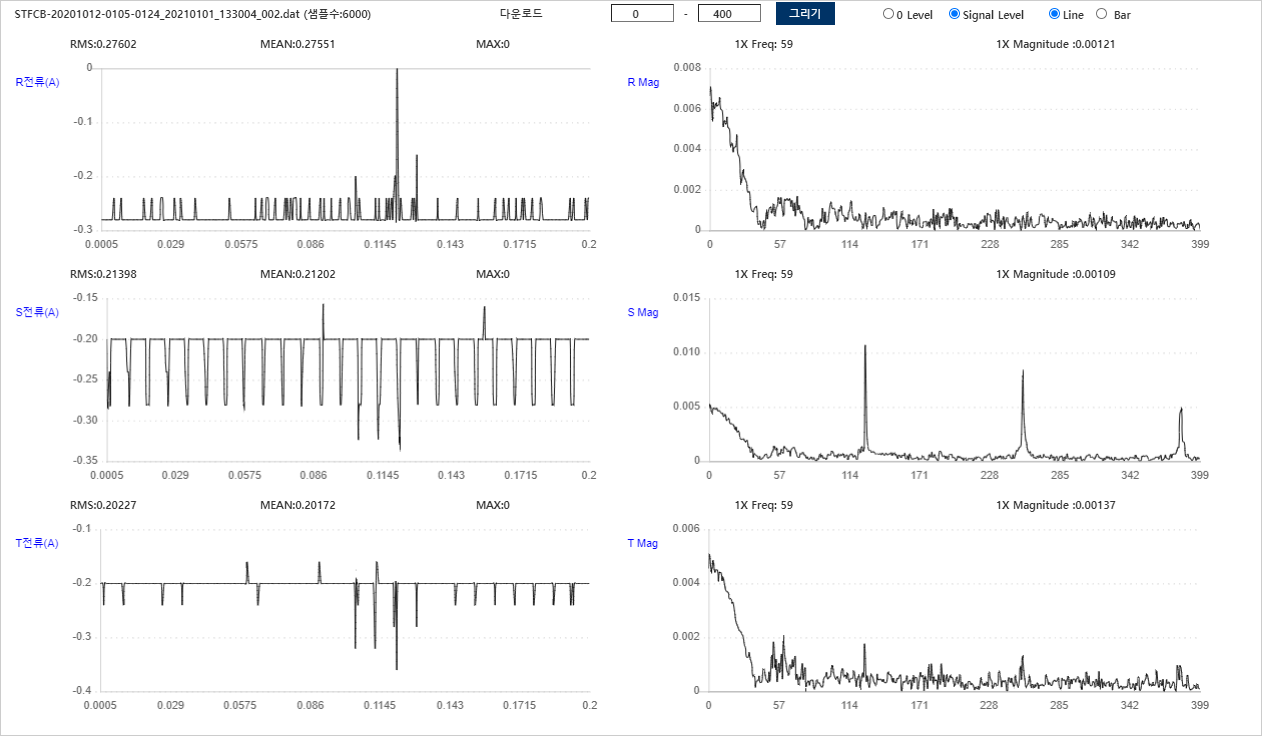 STFCB-20201012-0105-0124_20210101_133004_002.dat (샘플수:6000) 다운로드 0 - 400 그리기 0 Level Signal Level Line Bar
RMS:0.27602 MEAN:0.27551 MAX:0 1X Freq: 59 1X Magnitude :0.00121
R전류(A) R Mag
0
-0.1
-0.2
-0.3
0.0005 0.029 0.0575 0.086 0.1145 0.143 0.1715 0.2
0.008
0.006
0.004
0.002
0
0 57 114 171 228 285 342 399
RMS:0.21398 MEAN:0.21202 MAX:0 1X Freq: 59 1X Magnitude :0.00109
S전류(A) S Mag
-0.15
-0.20
-0.25
-0.30
-0.35
0.0005 0.029 0.0575 0.086 0.1145 0.143 0.1715 0.2
0.015
0.010
0.005
0
0 57 114 171 228 285 342 399
RMS:0.20227 MEAN:0.20172 MAX:0 1X Freq: 59 1X Magnitude :0.00137
T전류(A) T Mag
-0.1
-0.2
-0.3
-0.4
0.0005 0.029 0.0575 0.086 0.1145 0.143 0.1715 0.2
0.006
0.004
0.002
0
0 57 114 171 228 285 342 399